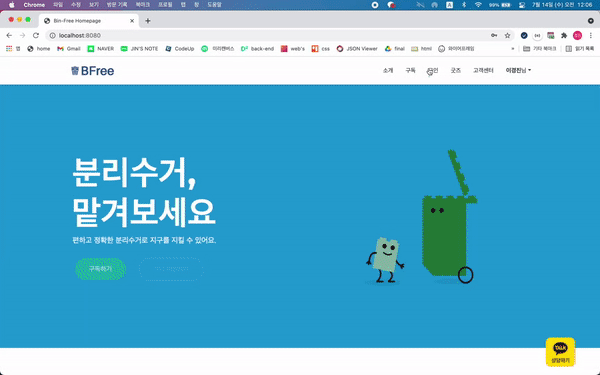 Chrome 파일 수정 보기 방문 기록 북마크 프로필 탭 창 도움말
99% 7월 14일 (수) 오전 12:06
Bin-Free Homepage
localhost:8080
앱 home Gmail NAVER JIN'S NOTE CodeUp 미리캔버스 back-end web's css JSON Viewer final html 와이어프레임 기타 북마크 읽기 목록
BFree
소개 구독 굿즈 고객센터 이경진님
분리수거,
맡겨보세요
편하고 정확한 분리수거로 지구를 지킬 수 있어요.
구독하기
TALK
상담하기